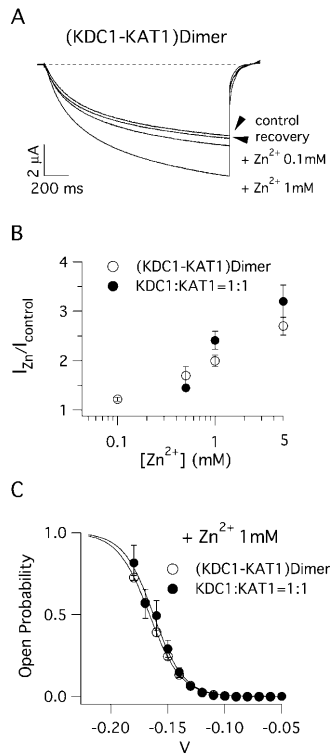 A
(KDC1-KAT1)Dimer
control
recovery
+ Zn2+ 0.1mM
+ Zn2+ 1mM
2 μA
200 ms
B
(KDC1-KAT1)Dimer
KDC1:KAT1=1:1
4
3
2
1
IZn/Icontrol
0.1
1
5
[Zn2+] (mM)
C
+ Zn2+ 1mM
(KDC1-KAT1)Dimer
KDC1:KAT1=1:1
1.0
0.5
0.0
Open Probability
-0.20
-0.15
-0.10
-0.05
V